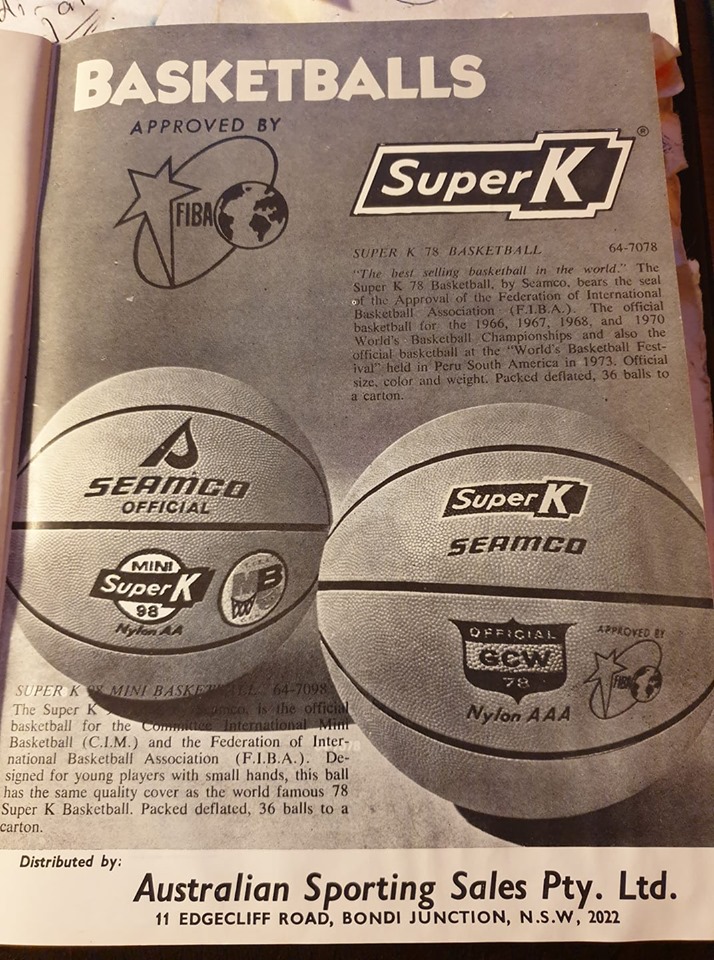 BASKETBALLS
APPROVED BY
FIBA
Super K ®
SUPER K 78 BASKETBALL 64-7078
"The best selling basketball in the world." The
Super K 78 Basketball, by Seamco, bears the seal
of the Approval of the Federation of International
Basketball Association (F.I.B.A.). The official
basketball for the 1966, 1967, 1968, and 1970
World's Basketball Championships and also the
official basketball at the "World's Basketball Fest-
ival" held in Peru South America in 1973. Official
size, color and weight. Packed deflated, 36 balls to
a carton.
SEAMCO
OFFICIAL
MINI
Super K
98
Nylon AA
MB
Super K
SEAMCO
OFFICIAL
GCW
78
Nylon AAA
APPROVED BY
FIBA
SUPER K 98 MINI BASKETBALL 64-7098
The Super K Seamco, is the official
basketball for the Committee International Mini
Basketball (C.I.M.) and the Federation of Inter-
national Basketball Association (F.I.B.A.). De-
signed for young players with small hands, this ball
has the same quality cover as the world famous 78
Super K Basketball. Packed deflated, 36 balls to a
carton.
Distributed by:
Australian Sporting Sales Pty. Ltd.
11 EDGECLIFF ROAD, BONDI JUNCTION, N.S.W, 2022